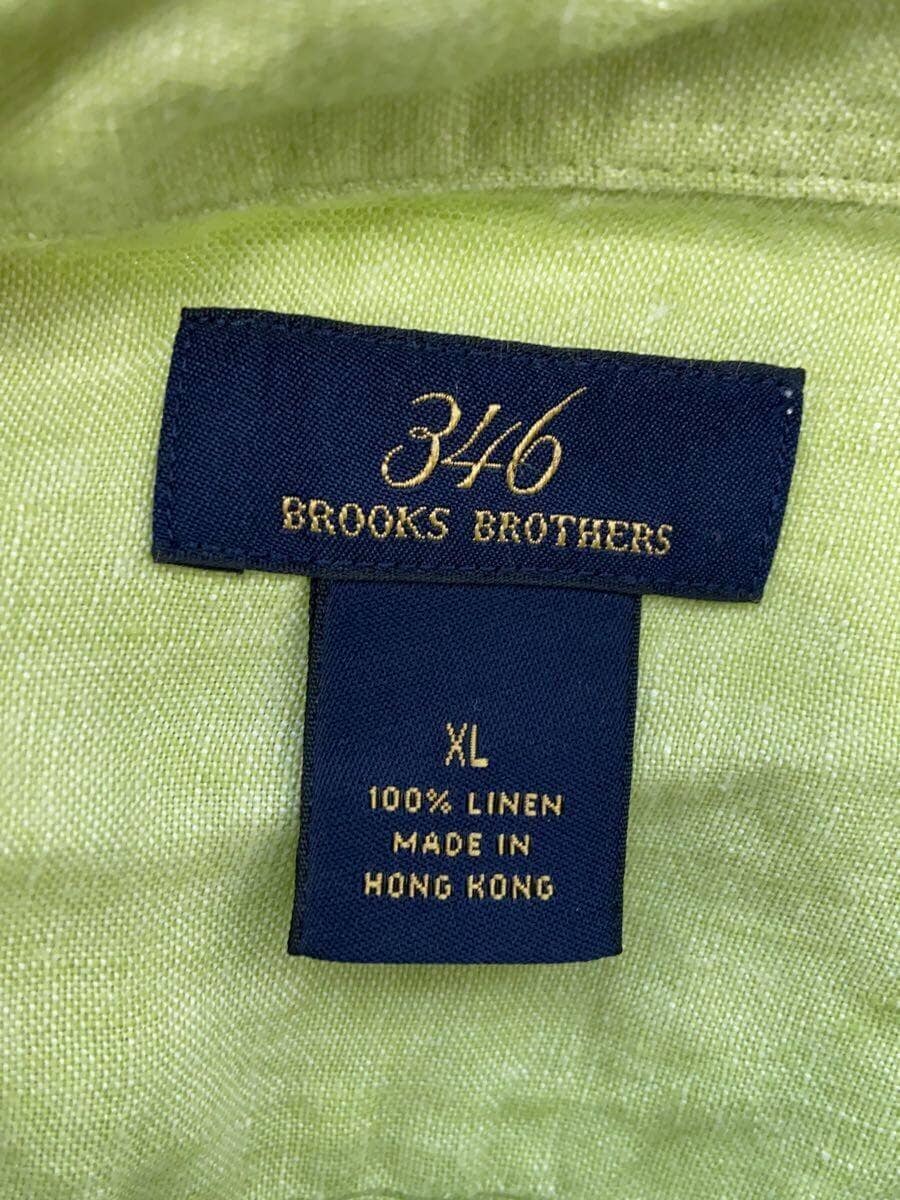 346
BROOKS BROTHERS
XL
100% LINEN
MADE IN
HONG KONG